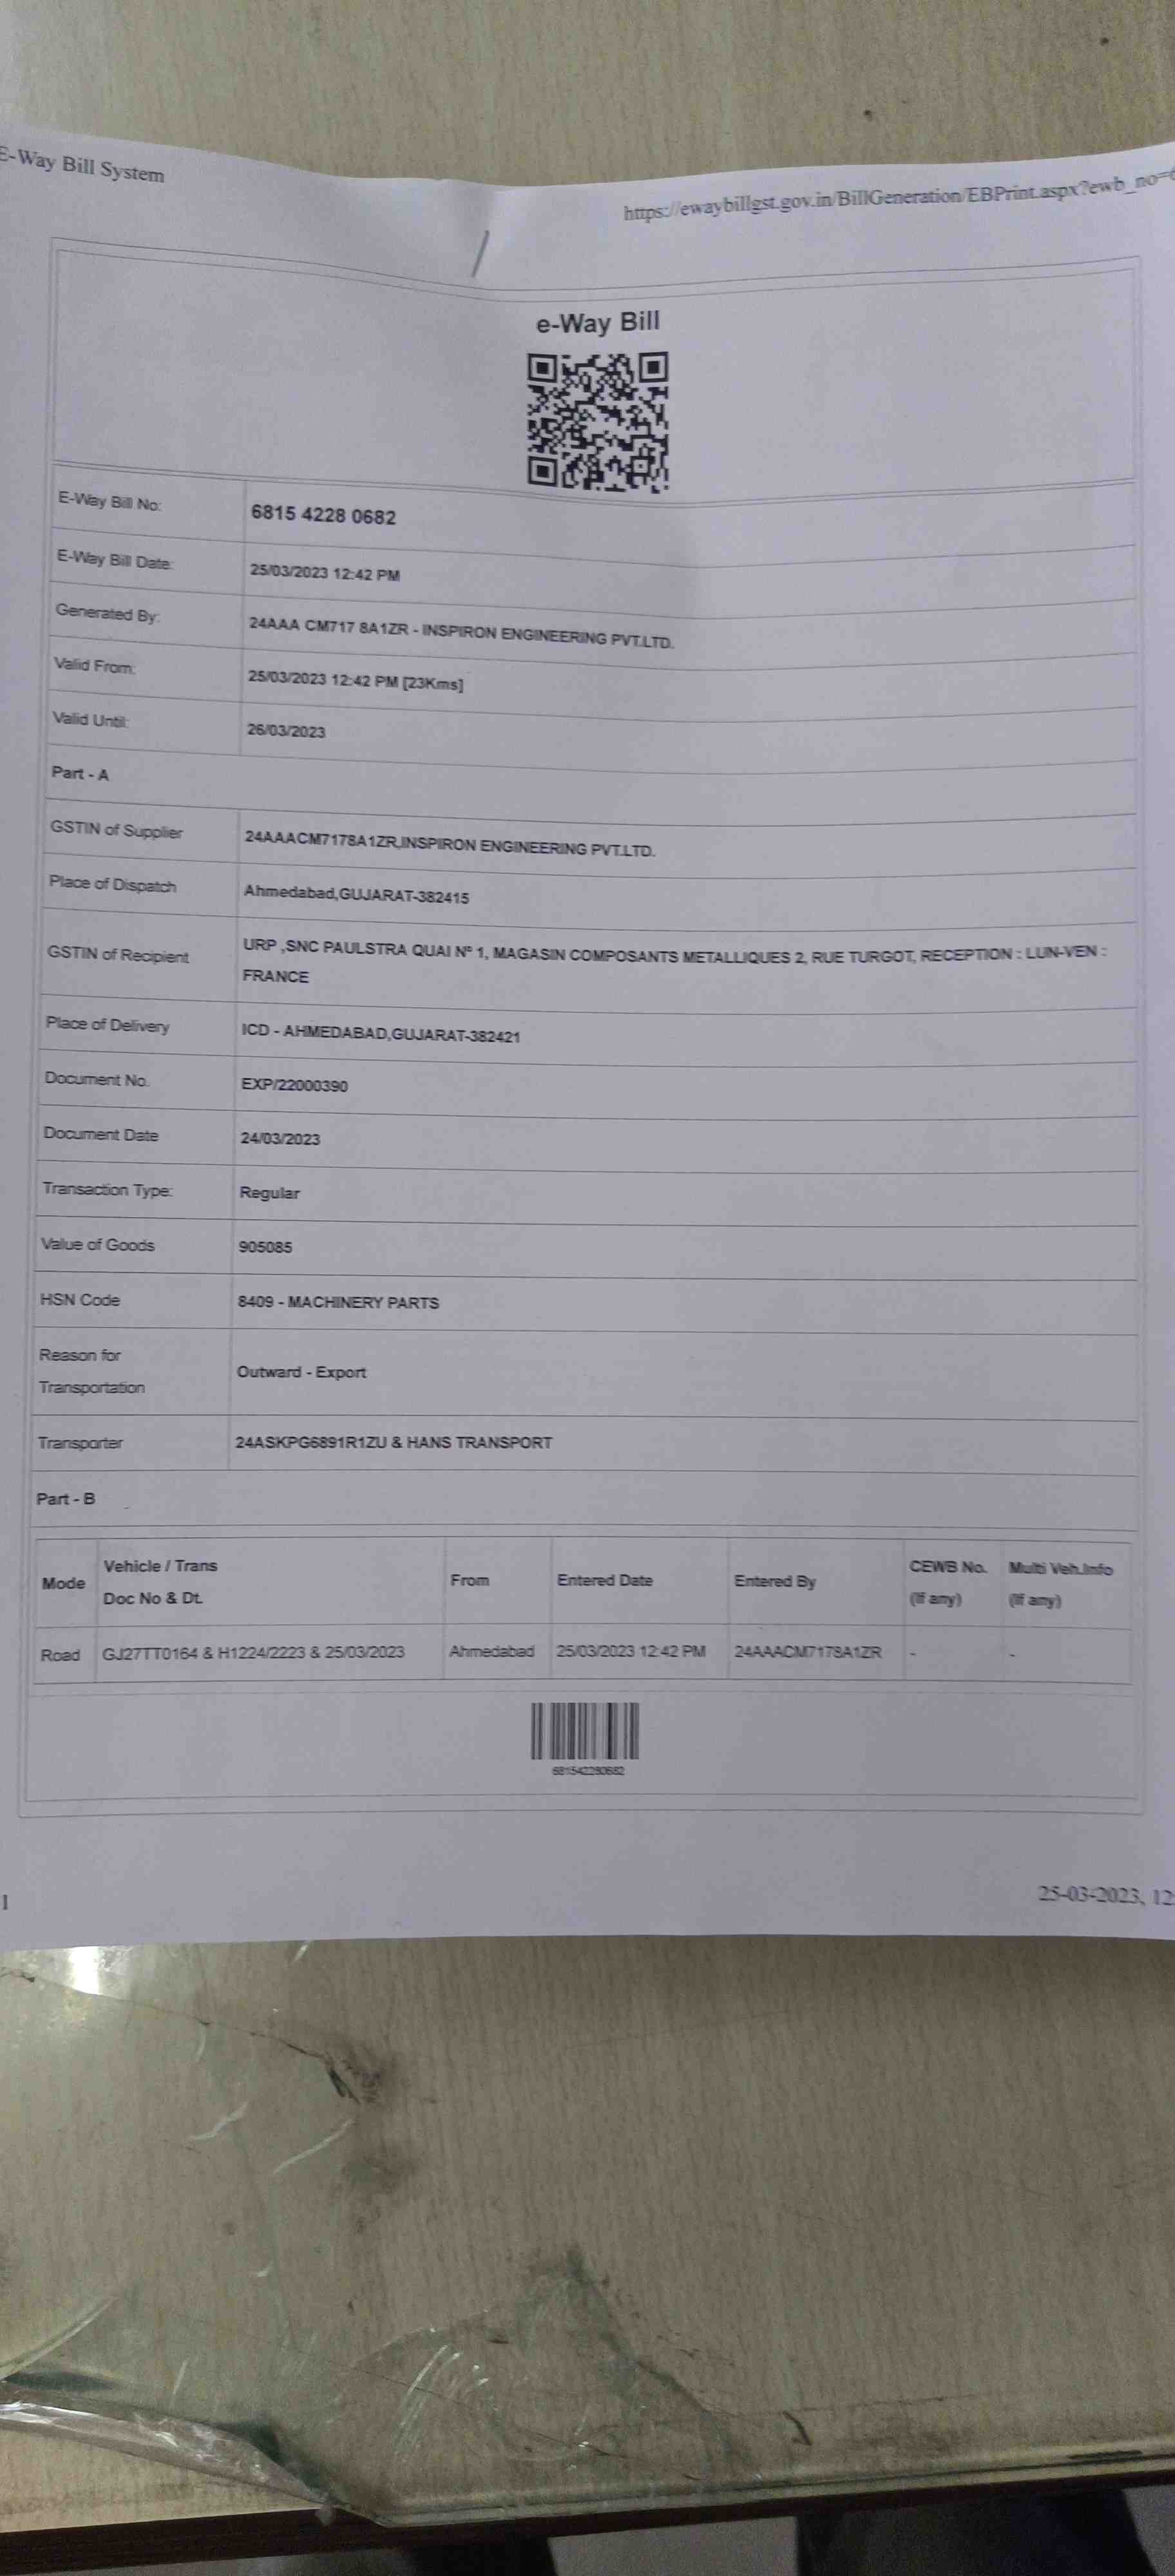 E-Way Bill System
https://ewaybillgst.gov.in/BillGeneration/EBPrint.aspx?ewb_no=6
e-Way Bill
E-Way Bill No: 6815 4228 0682
E-Way Bill Date: 25/03/2023 12:42 PM
Generated By: 24AAA CM717 8A1ZR - INSPIRON ENGINEERING PVT.LTD.
Valid From: 25/03/2023 12:42 PM [23Kms]
Valid Until: 26/03/2023
Part - A
GSTIN of Supplier 24AAACM7178A1ZR,INSPIRON ENGINEERING PVT.LTD.
Place of Dispatch Ahmedabad,GUJARAT-382415
GSTIN of Recipient URP ,SNC PAULSTRA QUAI Nº 1, MAGASIN COMPOSANTS METALLIQUES 2, RUE TURGOT, RECEPTION : LUN-VEN :
FRANCE
Place of Delivery ICD - AHMEDABAD,GUJARAT-382421
Document No. EXP/22000390
Document Date 24/03/2023
Transaction Type: Regular
Value of Goods 905085
HSN Code 8409 - MACHINERY PARTS
Reason for
Transportation Outward - Export
Transporter 24ASKPG6891R1ZU & HANS TRANSPORT
Part - B
Mode Vehicle / Trans
Doc No & Dt. From Entered Date Entered By CEWB No.
(If any) Multi Veh.Info
(If any)
Road GJ27TT0164 & H1224/2223 & 25/03/2023 Ahmedabad 25/03/2023 12:42 PM 24AAACM7178A1ZR - -
681542280682
1
25-03-2023, 12: